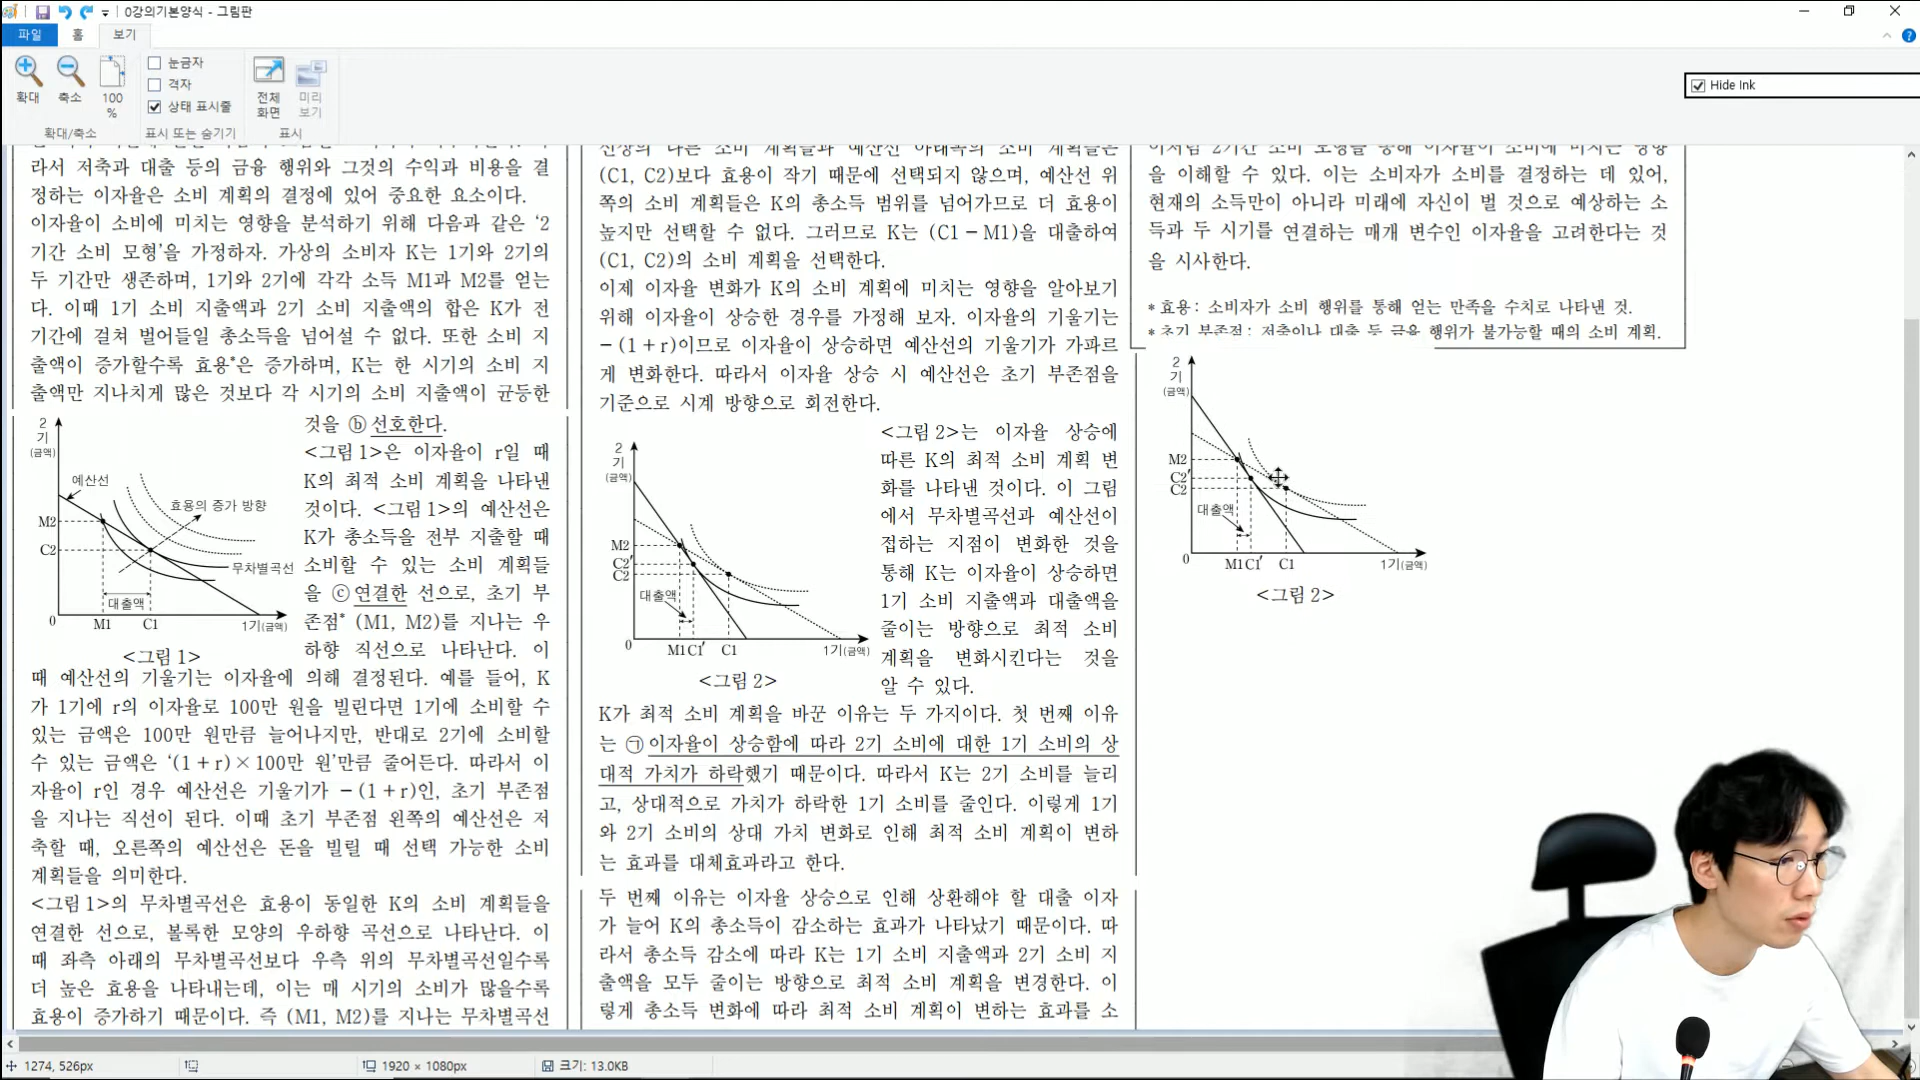 0강의기본양식 - 그림판
파일
홈
보기
확대
축소
100
%
눈금자
격자
상태 표시줄
전체
화면
미리
보기
확대/축소
표시 또는 숨기기
표시
Hide Ink
라서 저축과 대출 등의 금융 행위와 그것의 수익과 비용을 결
정하는 이자율은 소비 계획의 결정에 있어 중요한 요소이다.
이자율이 소비에 미치는 영향을 분석하기 위해 다음과 같은 ‘2
기간 소비 모형’을 가정하자. 가상의 소비자 K는 1기와 2기의
두 기간만 생존하며, 1기와 2기에 각각 소득 M1과 M2를 얻는
다. 이때 1기 소비 지출액과 2기 소비 지출액의 합은 K가 전
기간에 걸쳐 벌어들일 총소득을 넘어설 수 없다. 또한 소비 지
출액이 증가할수록 효용*은 증가하며, K는 한 시기의 소비 지
출액만 지나치게 많은 것보다 각 시기의 소비 지출액이 균등한
것을 ⓑ 선호한다.
<그림 1>은 이자율이 r일 때
K의 최적 소비 계획을 나타낸
것이다. <그림 1>의 예산선은
K가 총소득을 전부 지출할 때
소비할 수 있는 소비 계획들
을 ⓒ 연결한 선으로, 초기 부
존점* (M1, M2)를 지나는 우
하향 직선으로 나타난다. 이
2
기
(금액)
예산선
효용의 증가 방향
M2
C2
무차별곡선
대출액
0
M1
C1
1기(금액)
<그림 1>
때 예산선의 기울기는 이자율에 의해 결정된다. 예를 들어, K
가 1기에 r의 이자율로 100만 원을 빌린다면 1기에 소비할 수
있는 금액은 100만 원만큼 늘어나지만, 반대로 2기에 소비할
수 있는 금액은 ‘(1＋r)×100만 원’만큼 줄어든다. 따라서 이
자율이 r인 경우 예산선은 기울기가 －(1＋r)인, 초기 부존점
을 지나는 직선이 된다. 이때 초기 부존점 왼쪽의 예산선은 저
축할 때, 오른쪽의 예산선은 돈을 빌릴 때 선택 가능한 소비
계획들을 의미한다.
<그림 1>의 무차별곡선은 효용이 동일한 K의 소비 계획들을
연결한 선으로, 볼록한 모양의 우하향 곡선으로 나타난다. 이
때 좌측 아래의 무차별곡선보다 우측 위의 무차별곡선일수록
더 높은 효용을 나타내는데, 이는 매 시기의 소비가 많을수록
효용이 증가하기 때문이다. 즉 (M1, M2)를 지나는 무차별곡선
선상의 다른 소비 계획들과 예산선 아래쪽의 소비 계획들은
(C1, C2)보다 효용이 작기 때문에 선택되지 않으며, 예산선 위
쪽의 소비 계획들은 K의 총소득 범위를 넘어가므로 더 효용이
높지만 선택할 수 없다. 그러므로 K는 (C1－M1)을 대출하여
(C1, C2)의 소비 계획을 선택한다.
이제 이자율 변화가 K의 소비 계획에 미치는 영향을 알아보기
위해 이자율이 상승한 경우를 가정해 보자. 이자율의 기울기는
－(1＋r)이므로 이자율이 상승하면 예산선의 기울기가 가파르
게 변화한다. 따라서 이자율 상승 시 예산선은 초기 부존점을
기준으로 시계 방향으로 회전한다.
2
기
(금액)
M2
C2′
C2
대출액
0
M1
C1′
C1
1기(금액)
<그림 2>
<그림 2>는 이자율 상승에
따른 K의 최적 소비 계획 변
화를 나타낸 것이다. 이 그림
에서 무차별곡선과 예산선이
접하는 지점이 변화한 것을
통해 K는 이자율이 상승하면
1기 소비 지출액과 대출액을
줄이는 방향으로 최적 소비
계획을 변화시킨다는 것을
알 수 있다.
K가 최적 소비 계획을 바꾼 이유는 두 가지이다. 첫 번째 이유
는 ㉠ 이자율이 상승함에 따라 2기 소비에 대한 1기 소비의 상
대적 가치가 하락했기 때문이다. 따라서 K는 2기 소비를 늘리
고, 상대적으로 가치가 하락한 1기 소비를 줄인다. 이렇게 1기
와 2기 소비의 상대 가치 변화로 인해 최적 소비 계획이 변하
는 효과를 대체효과라고 한다.
두 번째 이유는 이자율 상승으로 인해 상환해야 할 대출 이자
가 늘어 K의 총소득이 감소하는 효과가 나타났기 때문이다. 따
라서 총소득 감소에 따라 K는 1기 소비 지출액과 2기 소비 지
출액을 모두 줄이는 방향으로 최적 소비 계획을 변경한다. 이
렇게 총소득 변화에 따라 최적 소비 계획이 변하는 효과를 소
이처럼 2기간 소비 모형을 통해 이자율이 소비에 미치는 영향
을 이해할 수 있다. 이는 소비자가 소비를 결정하는 데 있어,
현재의 소득만이 아니라 미래에 자신이 벌 것으로 예상하는 소
득과 두 시기를 연결하는 매개 변수인 이자율을 고려한다는 것
을 시사한다.
* 효용: 소비자가 소비 행위를 통해 얻는 만족을 수치로 나타낸 것.
* 초기 부존점: 저축이나 대출 등 금융 행위가 불가능할 때의 소비 계획.
2
기
(금액)
M2
C2′
C2
대출액
0
M1
C1′
C1
1기(금액)
<그림 2>
1274, 526px
1920 × 1080px
크기: 13.0KB